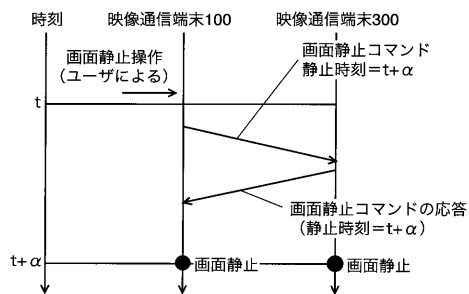 時刻
映像通信端末100
映像通信端末300
画面静止操作
(ユーザによる)
画面静止コマンド
静止時刻=t+α
t
画面静止コマンドの応答
(静止時刻=t+α)
t+α
画面静止
画面静止